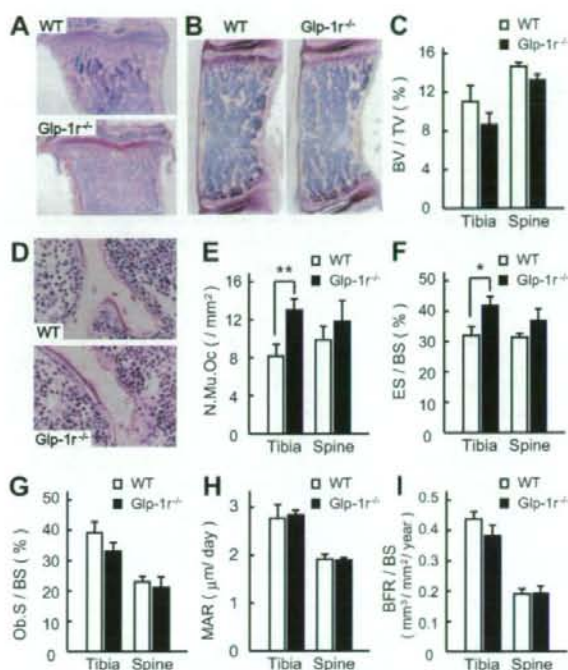 A
WT
Glp-1r⁻/⁻
B
WT Glp-1r⁻/⁻
C
WT
Glp-1r⁻/⁻
BV / TV ( % )
16
12
8
4
0
Tibia Spine
D
WT
Glp-1r⁻/⁻
E
WT
Glp-1r⁻/⁻
**
N.Mu.Oc ( / mm²)
16
12
8
4
0
Tibia Spine
F
WT
Glp-1r⁻/⁻
*
ES / BS ( % )
50
40
30
20
10
0
Tibia Spine
G
WT
Glp-1r⁻/⁻
Ob.S / BS ( % )
50
40
30
20
10
0
Tibia Spine
H
WT
Glp-1r⁻/⁻
MAR ( μm/ day)
3
2
1
0
Tibia Spine
I
WT
Glp-1r⁻/⁻
BFR / BS
( mm³/ mm²/ year)
0.5
0.4
0.3
0.2
0.1
0
Tibia Spine